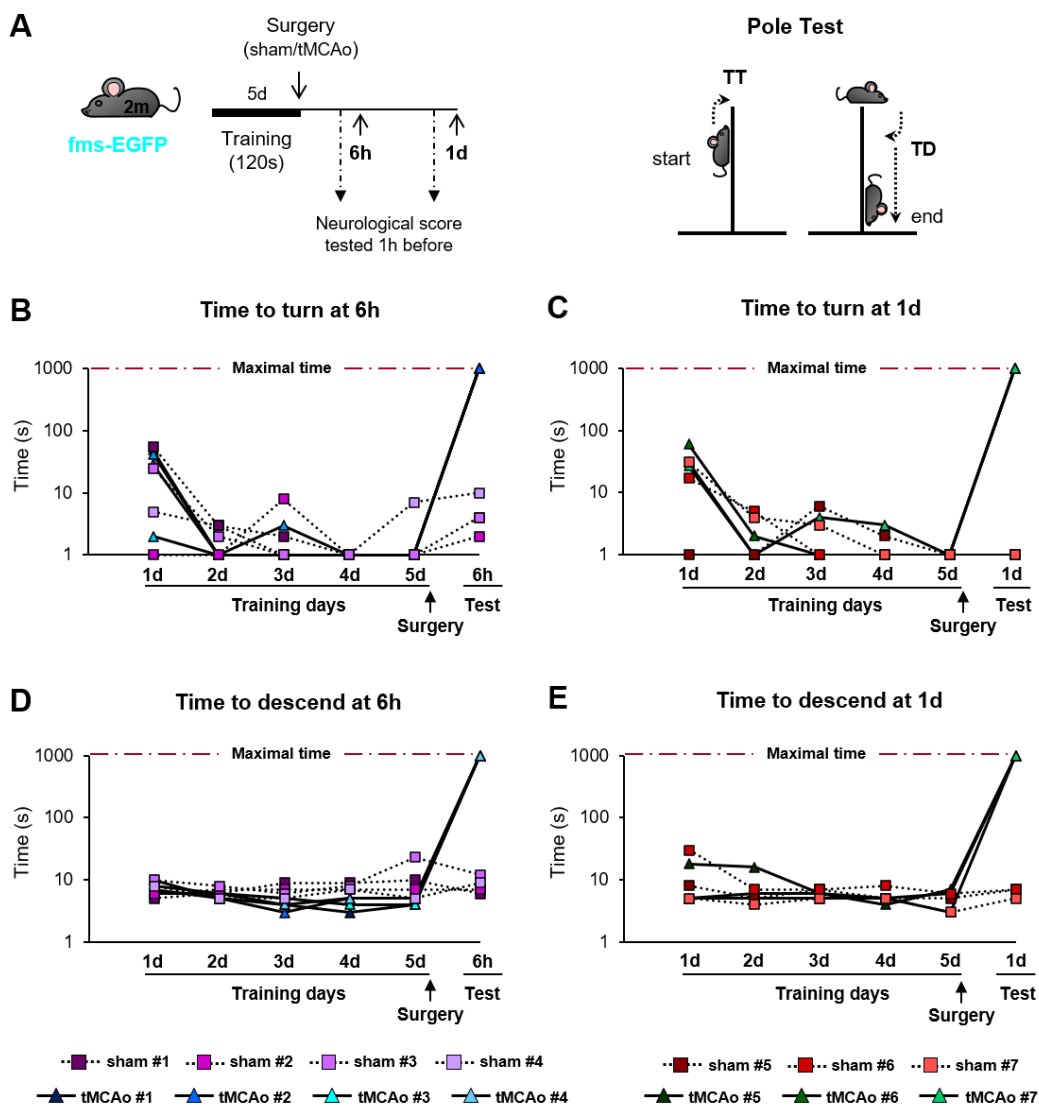 A
Surgery
(sham/tMCAo)
2m
fms-EGFP
5d
Training
(120s)
6h
1d
Neurological score
tested 1h before
Pole Test
TT
start
TD
end
B
Time to turn at 6h
Maximal time
Time (s)
1000
100
10
1
1d 2d 3d 4d 5d 6h
Training days Test
Surgery
C
Time to turn at 1d
Maximal time
Time (s)
1000
100
10
1
1d 2d 3d 4d 5d 1d
Training days Test
Surgery
D
Time to descend at 6h
Maximal time
Time (s)
1000
100
10
1
1d 2d 3d 4d 5d 6h
Training days Test
Surgery
E
Time to descend at 1d
Maximal time
Time (s)
1000
100
10
1
1d 2d 3d 4d 5d 1d
Training days Test
Surgery
sham #1 sham #2 sham #3 sham #4
tMCAo #1 tMCAo #2 tMCAo #3 tMCAo #4
sham #5 sham #6 sham #7
tMCAo #5 tMCAo #6 tMCAo #7